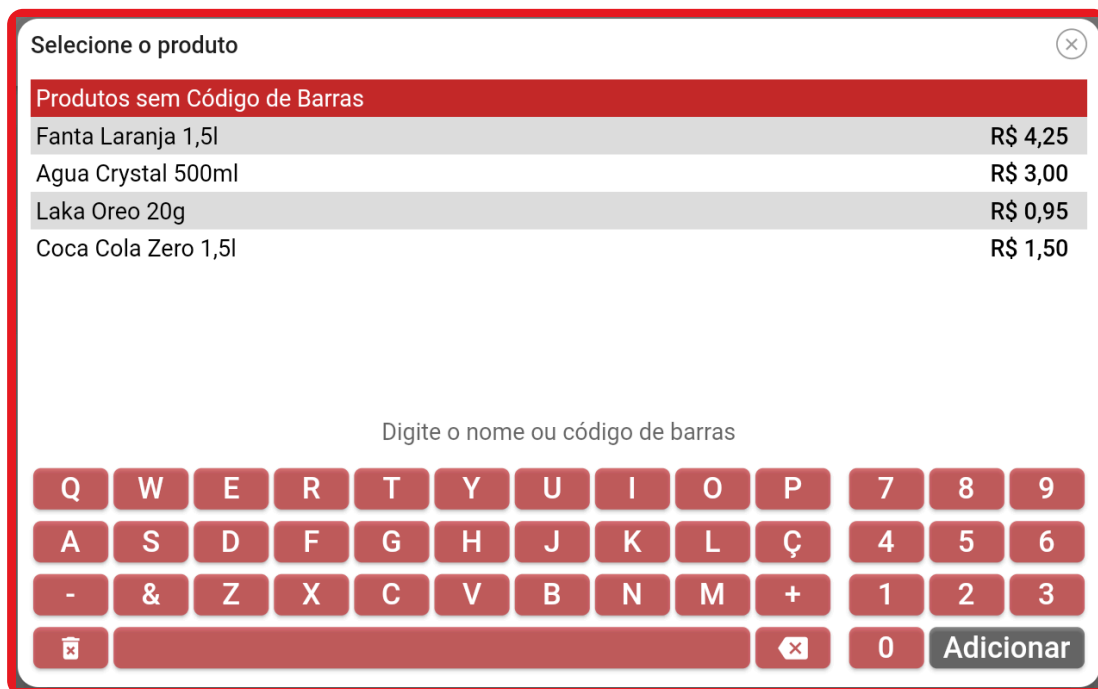 Selecione o produto
Produtos sem Código de Barras
Fanta Laranja 1,5l R$ 4,25
Agua Crystal 500ml R$ 3,00
Laka Oreo 20g R$ 0,95
Coca Cola Zero 1,5l R$ 1,50
Digite o nome ou código de barras
Q W E R T Y U I O P 7 8 9
A S D F G H J K L Ç 4 5 6
- & Z X C V B N M + 1 2 3
0 Adicionar